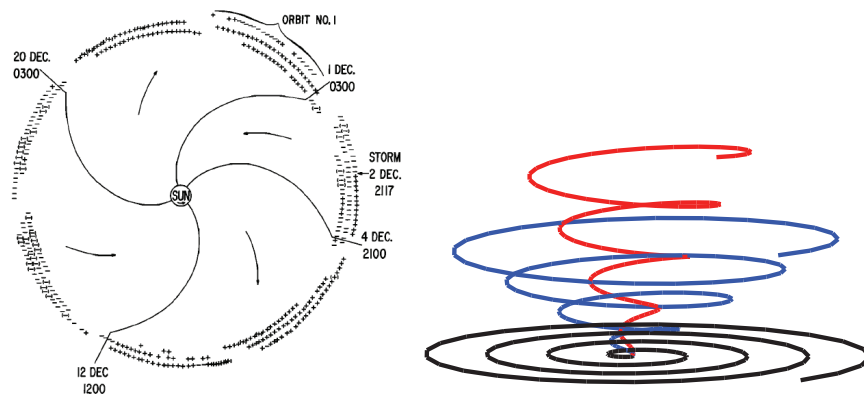 ORBIT NO. 1
20 DEC.
0300
1 DEC.
0300
STORM
2 DEC.
2117
SUN
4 DEC.
2100
12 DEC
1200